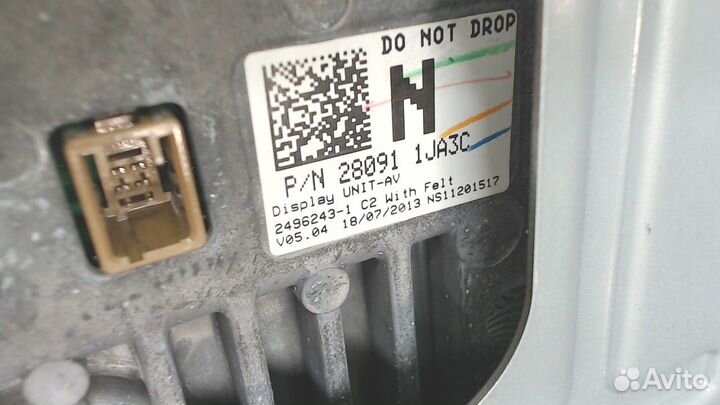 DO NOT DROP
N
P/N 28091 1JA3C
Display UNIT-AV
2496243-1 C2 With Felt
V05.04 18/07/2013 NS11201517
Avito